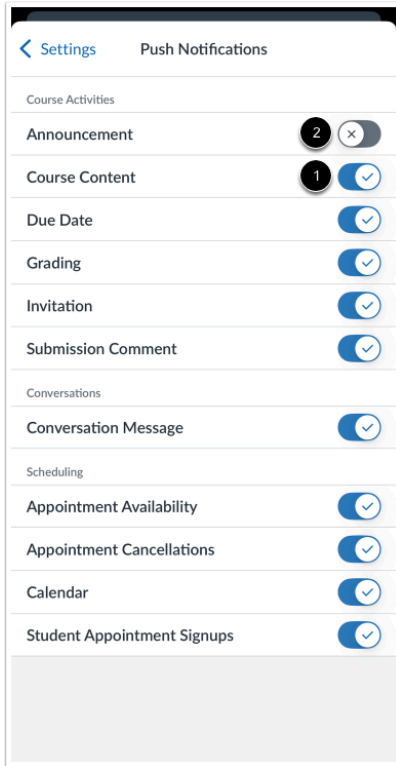 Settings Push Notifications
Course Activities
Announcement 2
Course Content 1
Due Date
Grading
Invitation
Submission Comment
Conversations
Conversation Message
Scheduling
Appointment Availability
Appointment Cancellations
Calendar
Student Appointment Signups